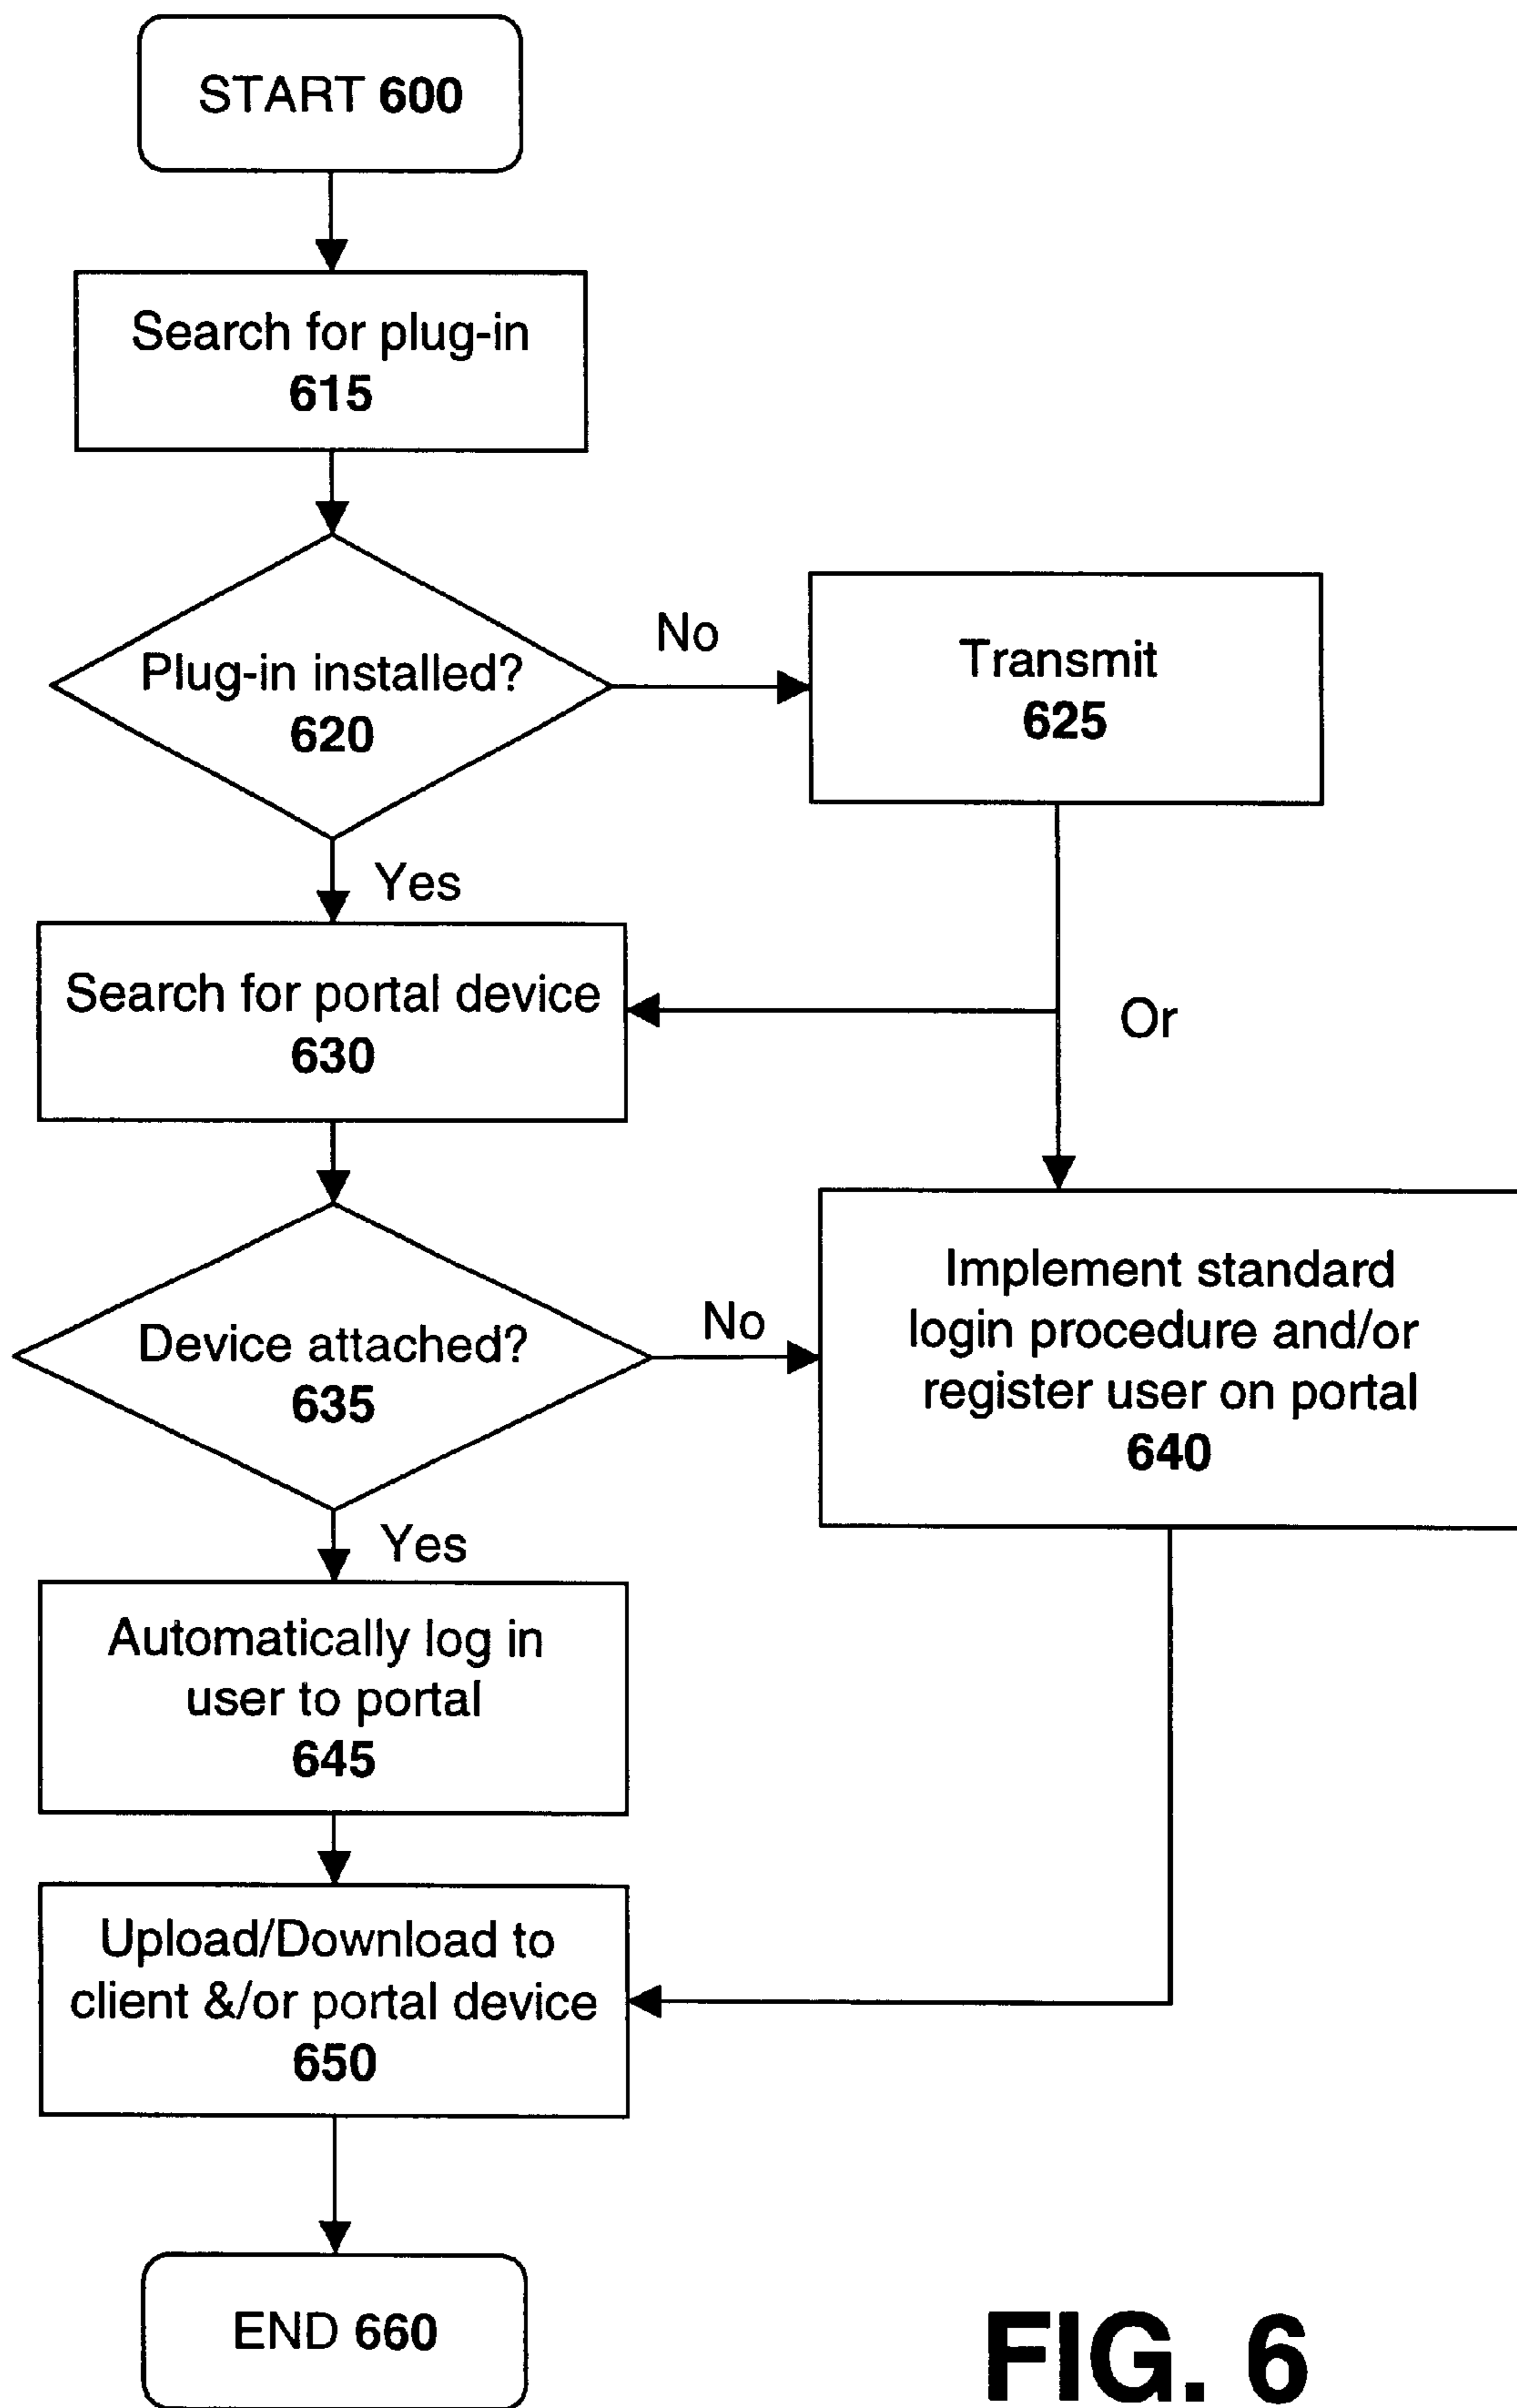 START 600
Search for plug-in
615
Plug-in installed?
620
No
Transmit
625
Yes
Search for portal device
630
Or
Device attached?
635
No
Implement standard
login procedure and/or
register user on portal
640
Yes
Automatically log in
user to portal
645
Upload/Download to
client &/or portal device
650
END 660
FIG. 6